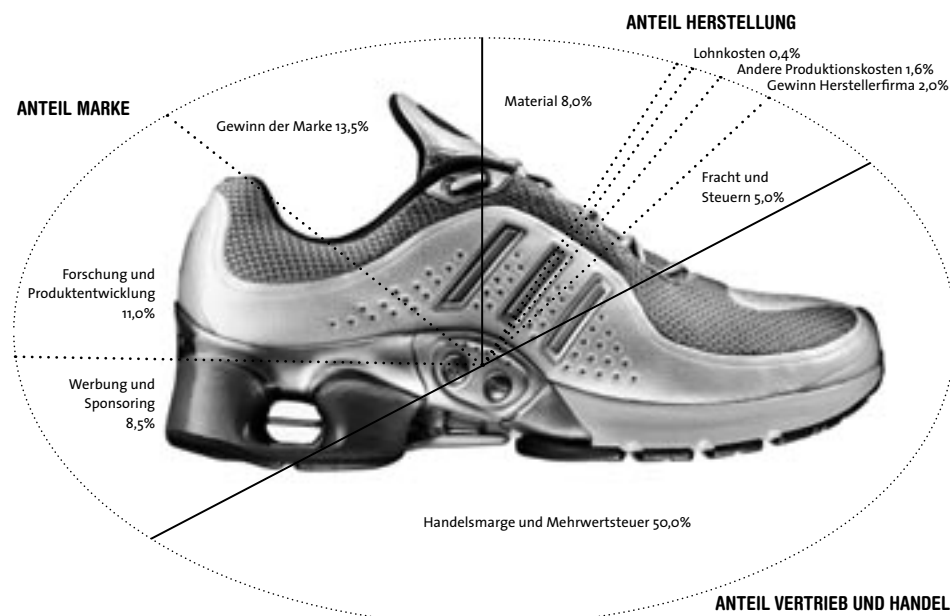 ANTEIL HERSTELLUNG
Lohnkosten 0,4%
Andere Produktionskosten 1,6%
Gewinn Herstellerfirma 2,0%
Material 8,0%
ANTEIL MARKE
Gewinn der Marke 13,5%
Fracht und
Steuern 5,0%
Forschung und
Produktentwicklung
11,0%
Werbung und
Sponsoring
8,5%
Handelsmarge und Mehrwertsteuer 50,0%
ANTEIL VERTRIEB UND HANDEL